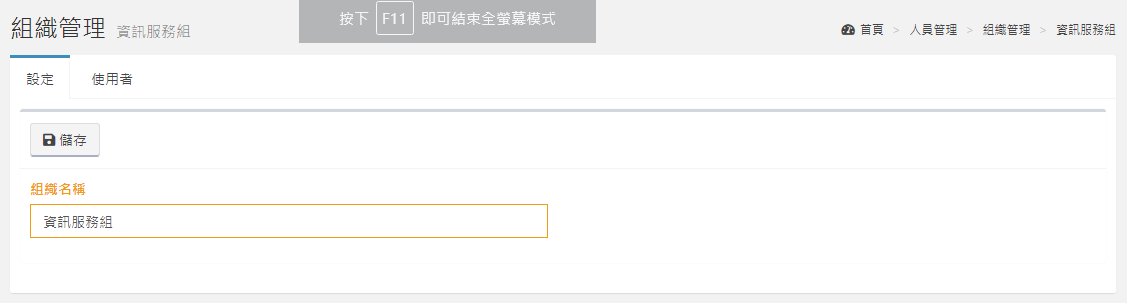 按下 F11 即可結束全螢幕模式
組織管理 資訊服務組
首頁 > 人員管理 > 組織管理 > 資訊服務組
設定 使用者
儲存
組織名稱
資訊服務組